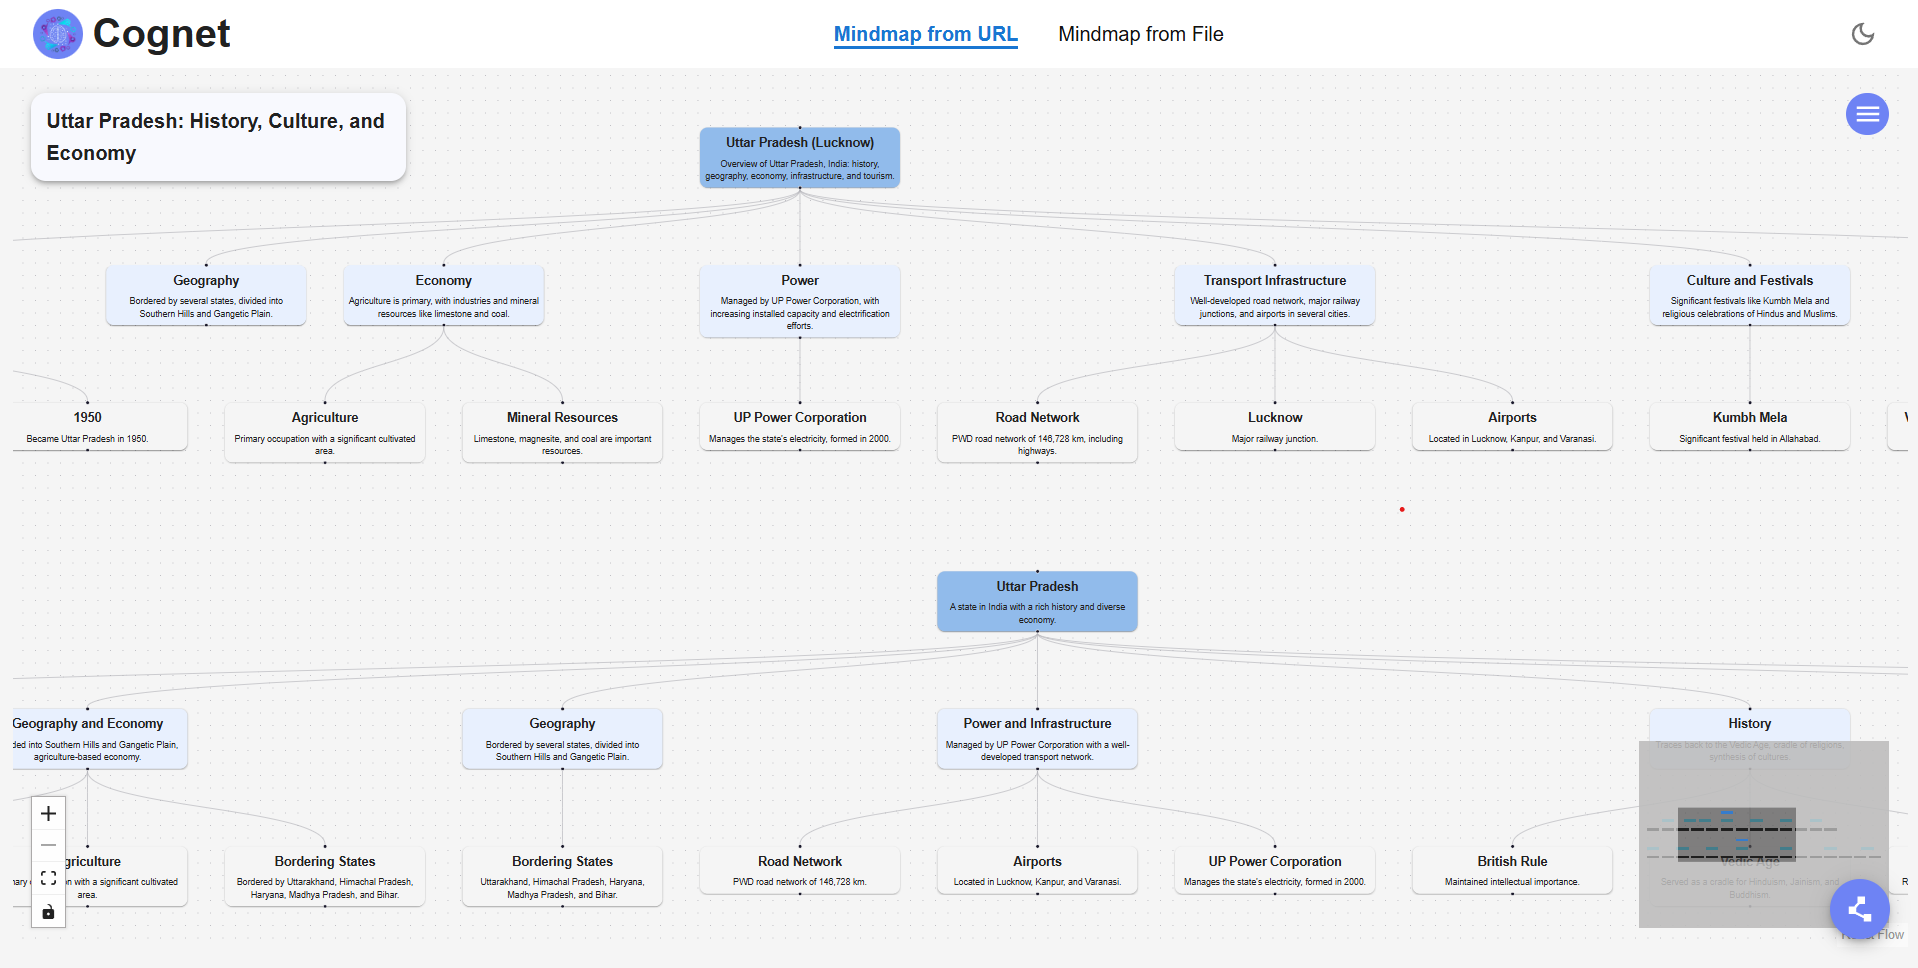 Cognet
Mindmap from URL
Mindmap from File
Uttar Pradesh: History, Culture, and
Economy
Uttar Pradesh (Lucknow)
Overview of Uttar Pradesh, India: history,
geography, economy, infrastructure, and tourism.
Geography
Bordered by several states, divided into
Southern Hills and Gangetic Plain.
Economy
Agriculture is primary, with industries and mineral
resources like limestone and coal.
Power
Managed by UP Power Corporation, with
increasing installed capacity and electrification
efforts.
Transport Infrastructure
Well-developed road network, major railway
junctions, and airports in several cities.
Culture and Festivals
Significant festivals like Kumbh Mela and
religious celebrations of Hindus and Muslims.
1950
Became Uttar Pradesh in 1950.
Agriculture
Primary occupation with a significant cultivated
area.
Mineral Resources
Limestone, magnesite, and coal are important
resources.
UP Power Corporation
Manages the state's electricity, formed in 2000.
Road Network
PWD road network of 146,728 km, including
highways.
Lucknow
Major railway junction.
Airports
Located in Lucknow, Kanpur, and Varanasi.
Kumbh Mela
Significant festival held in Allahabad.
Uttar Pradesh
A state in India with a rich history and diverse
economy.
Geography and Economy
into Southern Hills and Gangetic Plain,
agriculture-based economy.
Geography
Bordered by several states, divided into
Southern Hills and Gangetic Plain.
Power and Infrastructure
Managed by UP Power Corporation with a well-
developed transport network.
History
Traces back to the Vedic Age, cradle of religions,
synthesis of cultures.
griculture
with a significant cultivated
area.
Bordering States
Bordered by Uttarakhand, Himachal Pradesh,
Haryana, Madhya Pradesh, and Bihar.
Bordering States
Uttarakhand, Himachal Pradesh, Haryana,
Madhya Pradesh, and Bihar.
Road Network
PWD road network of 146,728 km.
Airports
Located in Lucknow, Kanpur, and Varanasi.
UP Power Corporation
Manages the state's electricity, formed in 2000.
British Rule
Maintained intellectual importance.
Vedic Age
Served as a cradle for Hinduism, Jainism, and
Buddhism.
R
Flow